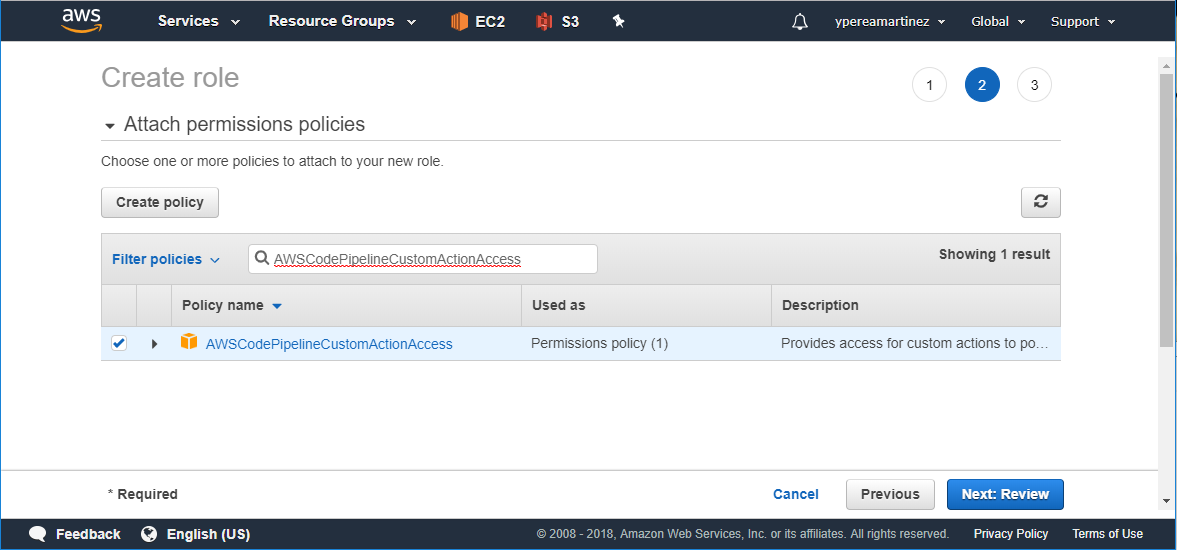 aws Services Resource Groups EC2 S3 ypereamartinez Global Support
Create role 1 2 3
Attach permissions policies
Choose one or more policies to attach to your new role.
Create policy
Filter policies AWSCodePipelineCustomActionAccess Showing 1 result
Policy name Used as Description
AWSCodePipelineCustomActionAccess Permissions policy (1) Provides access for custom actions to po…
* Required Cancel Previous Next: Review
Feedback English (US) © 2008 - 2018, Amazon Web Services, Inc. or its affiliates. All rights reserved. Privacy Policy Terms of Use